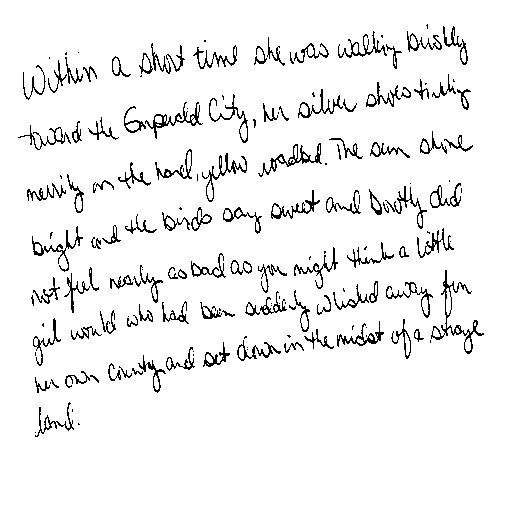 Within a short time she was walking briskly
toward the Emperald City, her silver shoes tinkling
merrily on the hard, yellow roadbed. The sun shone
bright and the birds sang sweet and Dorothy did
not feel nearly as bad as you might think a little
girl would who had been suddenly whisked away from
her own country and set down in the midst of a strange
land.